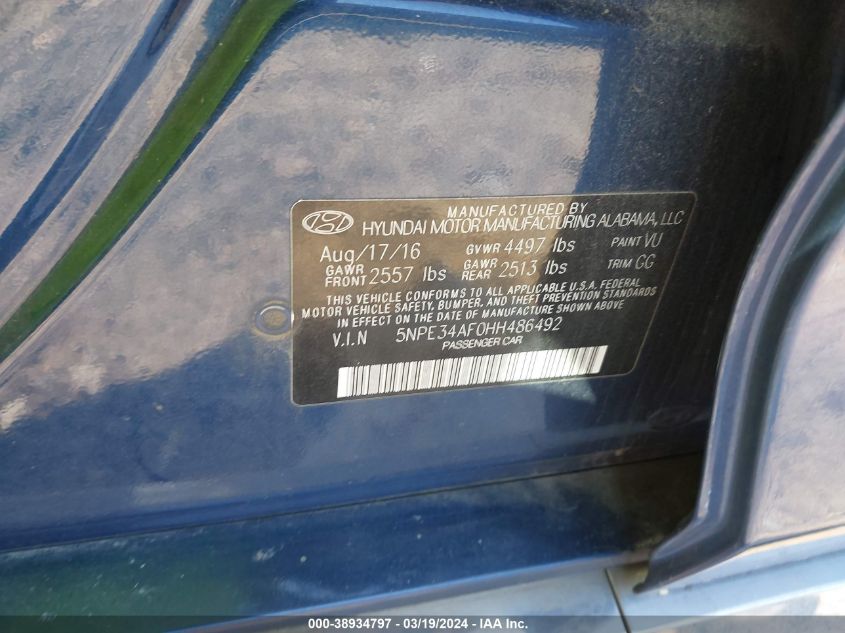 MANUFACTURED BY
HYUNDAI MOTOR MANUFACTURING ALABAMA, LLC
Aug/17/16 GVWR 4497 lbs PAINT VU
GAWR FRONT 2557 lbs GAWR REAR 2513 lbs TRIM GG
THIS VEHICLE CONFORMS TO ALL APPLICABLE U.S.A. FEDERAL
MOTOR VEHICLE SAFETY, BUMPER, AND THEFT PREVENTION STANDARDS
IN EFFECT ON THE DATE OF MANUFACTURE SHOWN ABOVE
V.I.N 5NPE34AF0HH486492
PASSENGER CAR
000-38934797 - 03/19/2024 - IAA Inc.